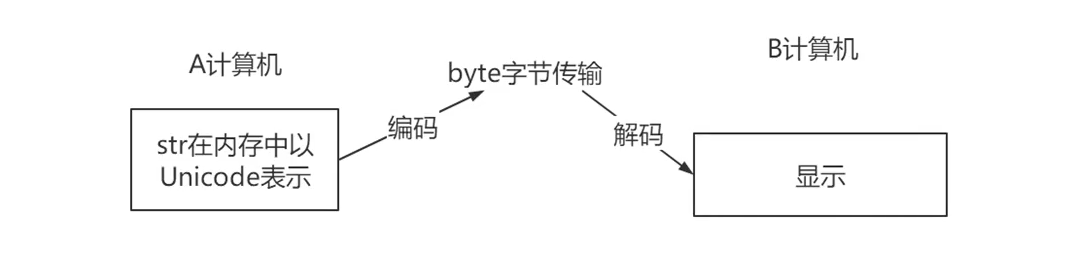 A计算机
B计算机
byte字节传输
编码
解码
str在内存中以
Unicode表示
显示